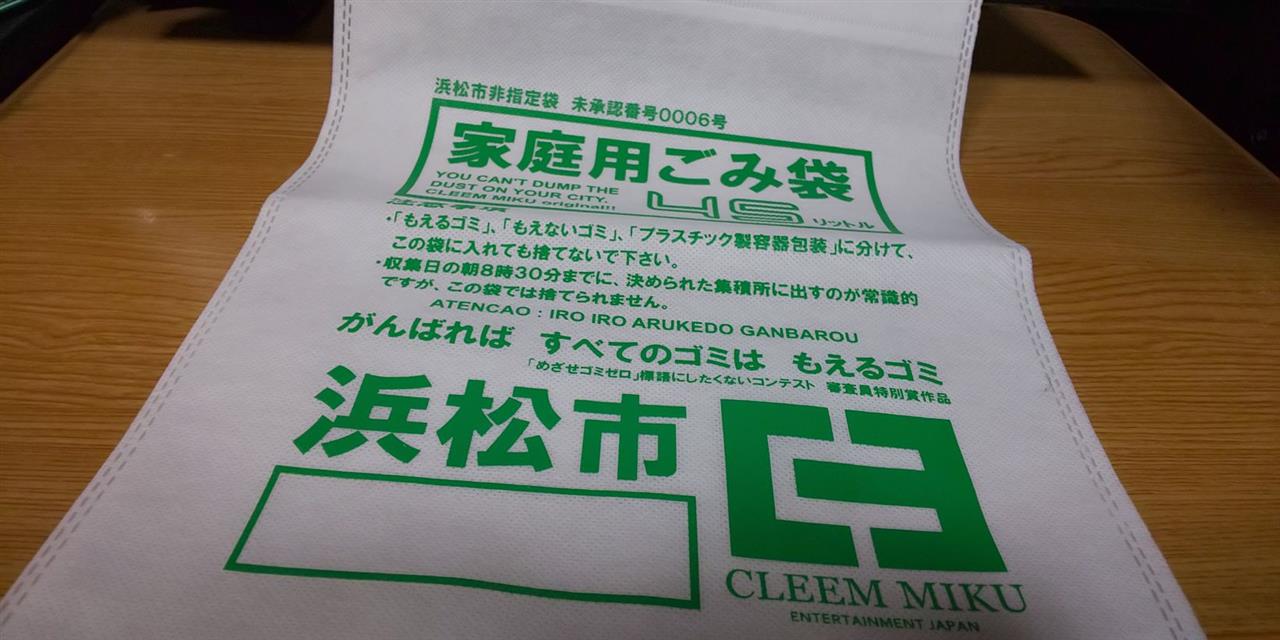 浜松市非指定袋 未承認番号0006号
家庭用ごみ袋
YOU CAN'T DUMP THE
DUST ON YOUR CITY.
CLEEM MIKU original!!
45 リットル
注意事項
・「もえるゴミ」、「もえないゴミ」、「プラスチック製容器包装」に分けて、
この袋に入れても捨てないで下さい。
・収集日の朝8時30分までに、決められた集積所に出すのが常識的
ですが、この袋では捨てられません。
ATENCAO : IRO IRO ARUKEDO GANBAROU
がんばれば すべてのゴミは もえるゴミ
「めざせゴミゼロ」標語にしたくないコンテスト 審査員特別賞作品
浜松市
CLEEM MIKU
ENTERTAINMENT JAPAN